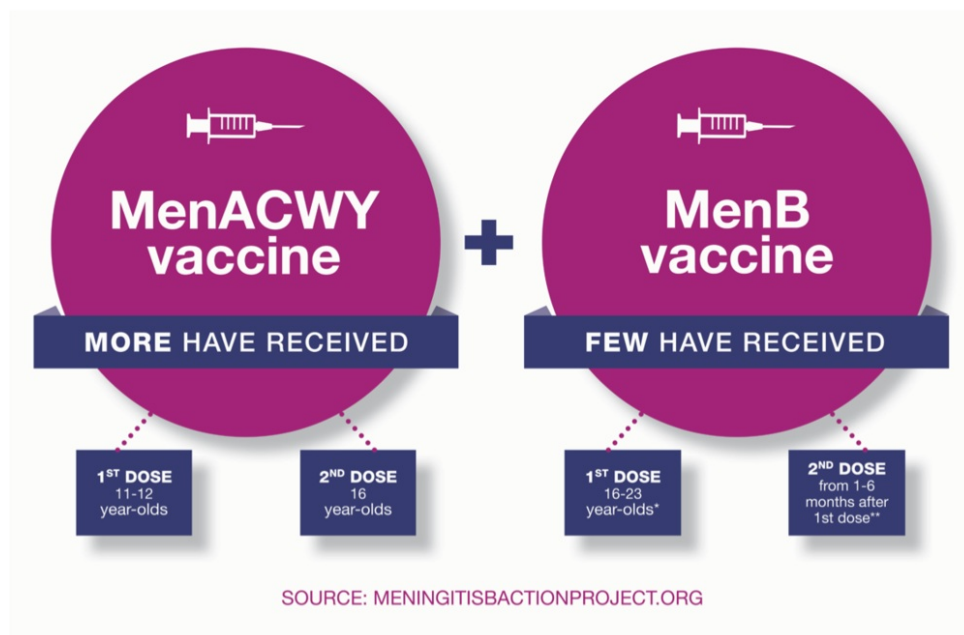 MenACWY
vaccine
MORE HAVE RECEIVED
1ST DOSE
11-12
year-olds
2ND DOSE
16
year-olds
+
MenB
vaccine
FEW HAVE RECEIVED
1ST DOSE
16-23
year-olds*
2ND DOSE
from 1-6
months after
1st dose**
SOURCE: MENINGITISBACTIONPROJECT.ORG